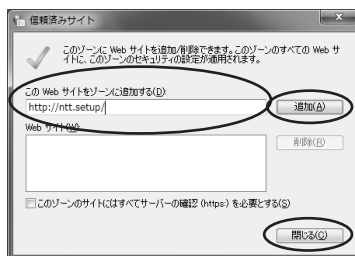 信頼済みサイト
このゾーンに Web サイトを追加/削除できます。このゾーンのすべての Web サ
イトに、このゾーンのセキュリティの設定が適用されます。
この Web サイトをゾーンに追加する(D):
http://ntt.setup/
追加(A)
Web サイト(W):
削除(R)
このゾーンのサイトにはすべてサーバーの確認 (https:) を必要とする(S)
閉じる(C)